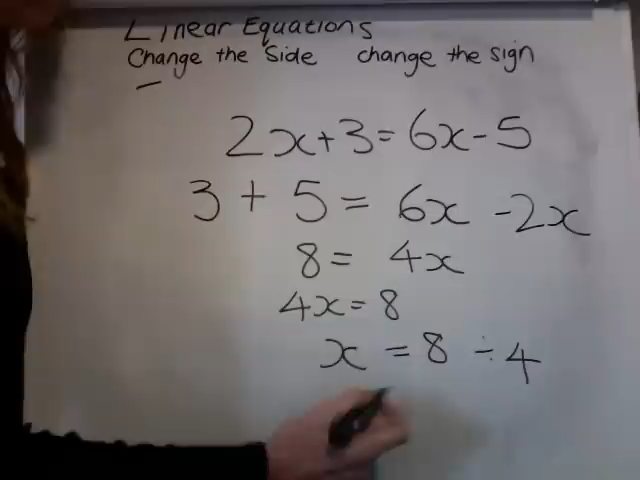 Linear Equations
Change the Side change the sign
2x+3=6x-5
3 + 5 = 6x -2x
8 = 4x
4x = 8
x = 8 ÷ 4